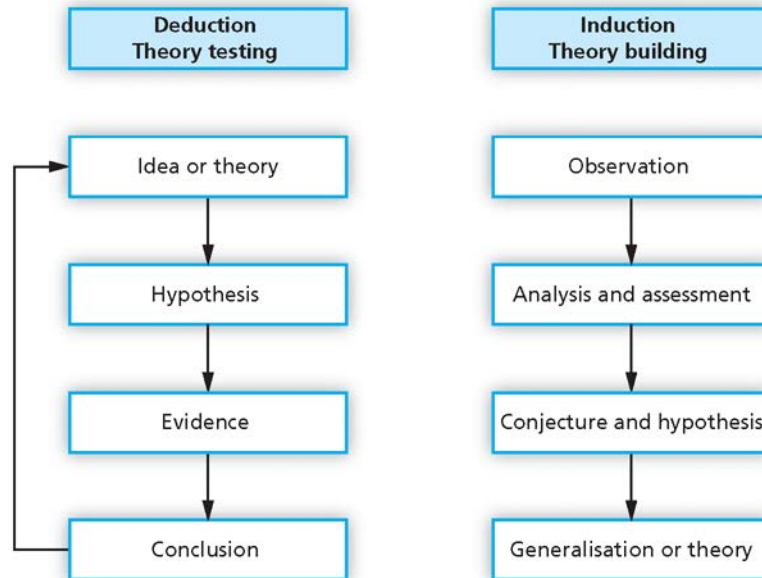 Deduction
Theory testing
Idea or theory
Hypothesis
Evidence
Conclusion
Induction
Theory building
Observation
Analysis and assessment
Conjecture and hypothesis
Generalisation or theory